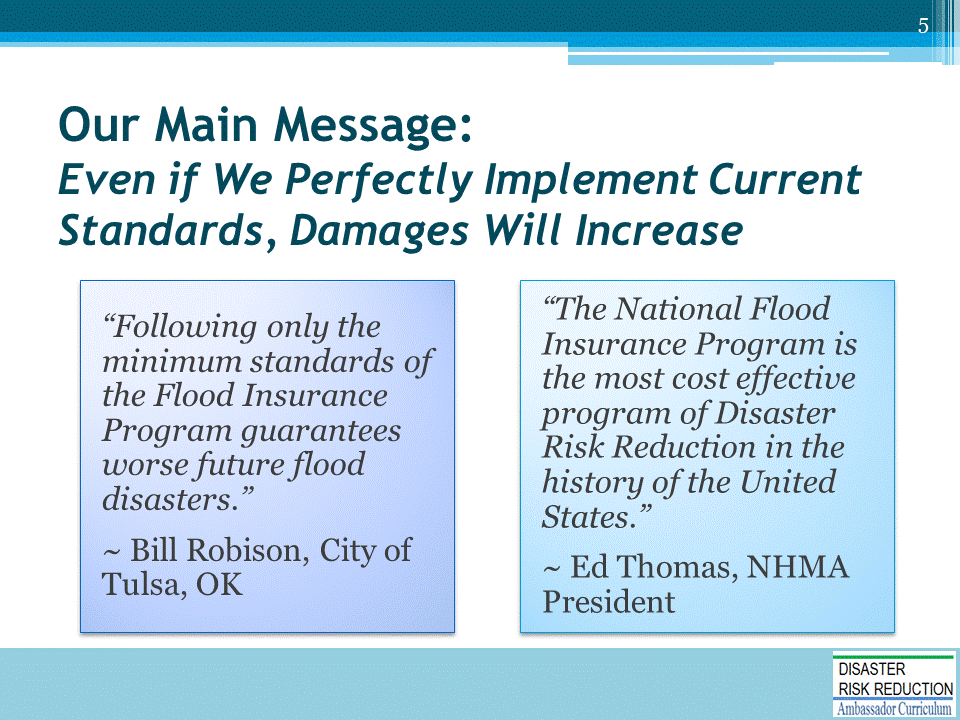 5
Our Main Message:
Even if We Perfectly Implement Current
Standards, Damages Will Increase
“Following only the
minimum standards of
the Flood Insurance
Program guarantees
worse future flood
disasters.”
~ Bill Robison, City of
Tulsa, OK
“The National Flood
Insurance Program is
the most cost effective
program of Disaster
Risk Reduction in the
history of the United
States.”
~ Ed Thomas, NHMA
President
DISASTER
RISK REDUCTION
Ambassador Curriculum